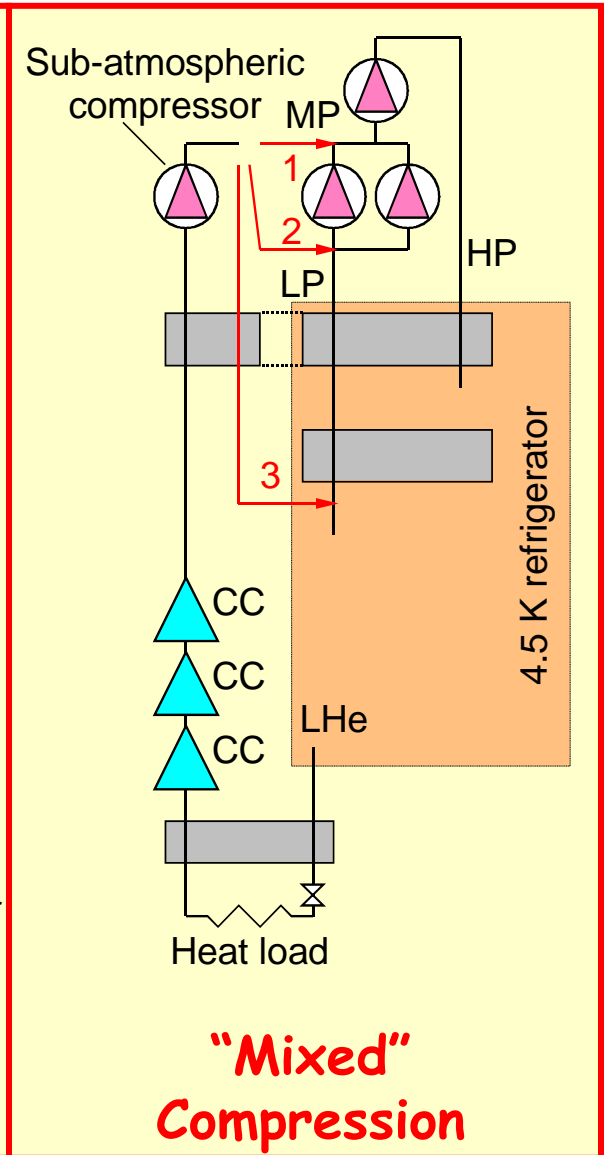 Sub-atmospheric
compressor
MP
1
2
LP
HP
3
4.5 K refrigerator
CC
CC
CC
LHe
Heat load
“Mixed”
Compression